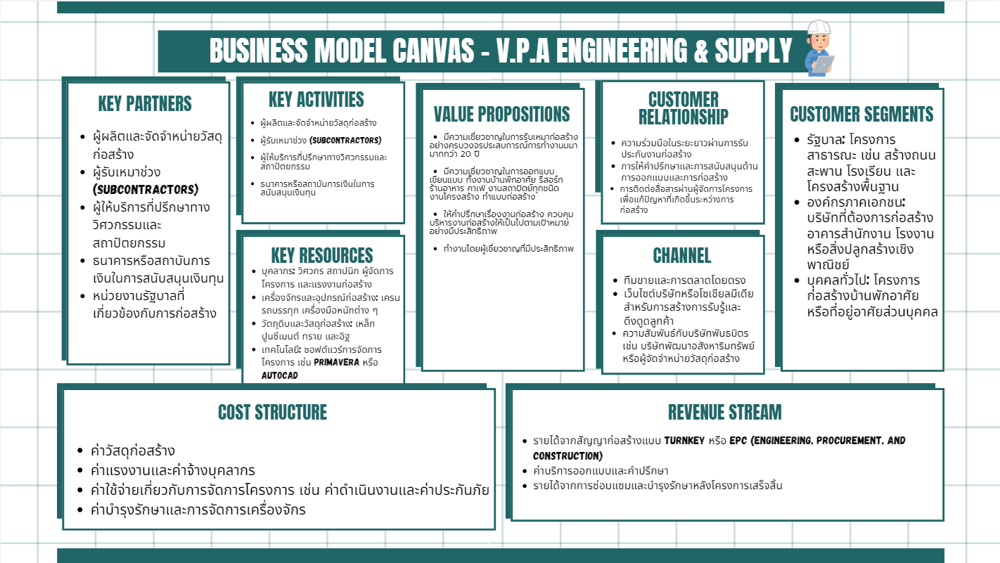 BUSINESS MODEL CANVAS - V.P.A ENGINEERING & SUPPLY
KEY PARTNERS
• ผู้ผลิตและจัดจำหน่ายวัสดุ
ก่อสร้าง
• ผู้รับเหมาช่วง
(SUBCONTRACTORS)
• ผู้ให้บริการที่ปรึกษาทาง
วิศวกรรมและ
สถาปัตยกรรม
• ธนาคารหรือสถาบันการ
เงินในการสนับสนุนเงินทุน
• หน่วยงานรัฐบาลที่
เกี่ยวข้องกับการก่อสร้าง
KEY ACTIVITIES
• ผู้ผลิตและจัดจำหน่ายวัสดุก่อสร้าง
• ผู้รับเหมาช่วง (SUBCONTRACTORS)
• ผู้ให้บริการที่ปรึกษาทางวิศวกรรมและ
สถาปัตยกรรม
• ธนาคารหรือสถาบันการเงินในการ
สนับสนุนเงินทุน
KEY RESOURCES
• บุคลากร: วิศวกร สถาปนิก ผู้จัดการ
โครงการ และแรงงานก่อสร้าง
• เครื่องจักรและอุปกรณ์ก่อสร้าง: เครน
รถบรรทุก เครื่องมือหนักต่าง ๆ
• วัตถุดิบและวัสดุก่อสร้าง: เหล็ก
ปูนซีเมนต์ ทราย และอิฐ
• เทคโนโลยี: ซอฟต์แวร์การจัดการ
โครงการ เช่น PRIMAVERA หรือ
AUTOCAD
VALUE PROPOSITIONS
• มีความเชี่ยวชาญในการรับเหมาก่อสร้าง
อย่างครบวงจรประสบการณ์การทำงานมมา
มากกว่า 20 ปี
• มีความเชี่ยวชาญในการออกแบบ
เขียนแบบ ทั้งงานบ้านพักอาศัย รีสอร์ท
ร้านอาหาร คาเฟ่ งานสถาปัตย์ทุกชนิด
งานโครงสร้าง ทำแบบก่อสร้าง
• ให้คำปรึกษาเรื่องงานก่อสร้าง ควบคุม
บริหารงานก่อสร้างให้เป็นไปตามเป้าหมาย
อย่างมีประสิทธิภาพ
• ทำงานโดยผู้เชี่ยวชาญที่มีประสิทธิภาพ
CUSTOMER
RELATIONSHIP
• ความร่วมมือในระยะยาวผ่านการรับ
ประกันงานก่อสร้าง
• การให้คำปรึกษาและการสนับสนุนด้าน
การออกแบบและการก่อสร้าง
• การติดต่อสื่อสารผ่านผู้จัดการโครงการ
เพื่อแก้ปัญหาที่เกิดขึ้นระหว่างการ
ก่อสร้าง
CHANNEL
• ทีมขายและการตลาดโดยตรง
• เว็บไซต์บริษัทหรือโซเชียลมีเดีย
สำหรับการสร้างการรับรู้และ
ดึงดูดลูกค้า
• ความสัมพันธ์กับบริษัทพันธมิตร
เช่น บริษัทพัฒนาอสังหาริมทรัพย์
หรือผู้จัดจำหน่ายวัสดุก่อสร้าง
CUSTOMER SEGMENTS
• รัฐบาล: โครงการ
สาธารณะ เช่น สร้างถนน
สะพาน โรงเรียน และ
โครงสร้างพื้นฐาน
• องค์กรภาคเอกชน:
บริษัทที่ต้องการก่อสร้าง
อาคารสำนักงาน โรงงาน
หรือสิ่งปลูกสร้างเชิง
พาณิชย์
• บุคคลทั่วไป: โครงการ
ก่อสร้างบ้านพักอาศัย
หรือที่อยู่อาศัยส่วนบุคคล
COST STRUCTURE
• ค่าวัสดุก่อสร้าง
• ค่าแรงงานและค่าจ้างบุคลากร
• ค่าใช้จ่ายเกี่ยวกับการจัดการโครงการ เช่น ค่าดำเนินงานและค่าประกันภัย
• ค่าบำรุงรักษาและการจัดการเครื่องจักร
REVENUE STREAM
• รายได้จากสัญญาก่อสร้างแบบ TURNKEY หรือ EPC (ENGINEERING, PROCUREMENT, AND
CONSTRUCTION)
• ค่าบริการออกแบบและคำปรึกษา
• รายได้จากการซ่อมแซมและบำรุงรักษาหลังโครงการเสร็จสิ้น